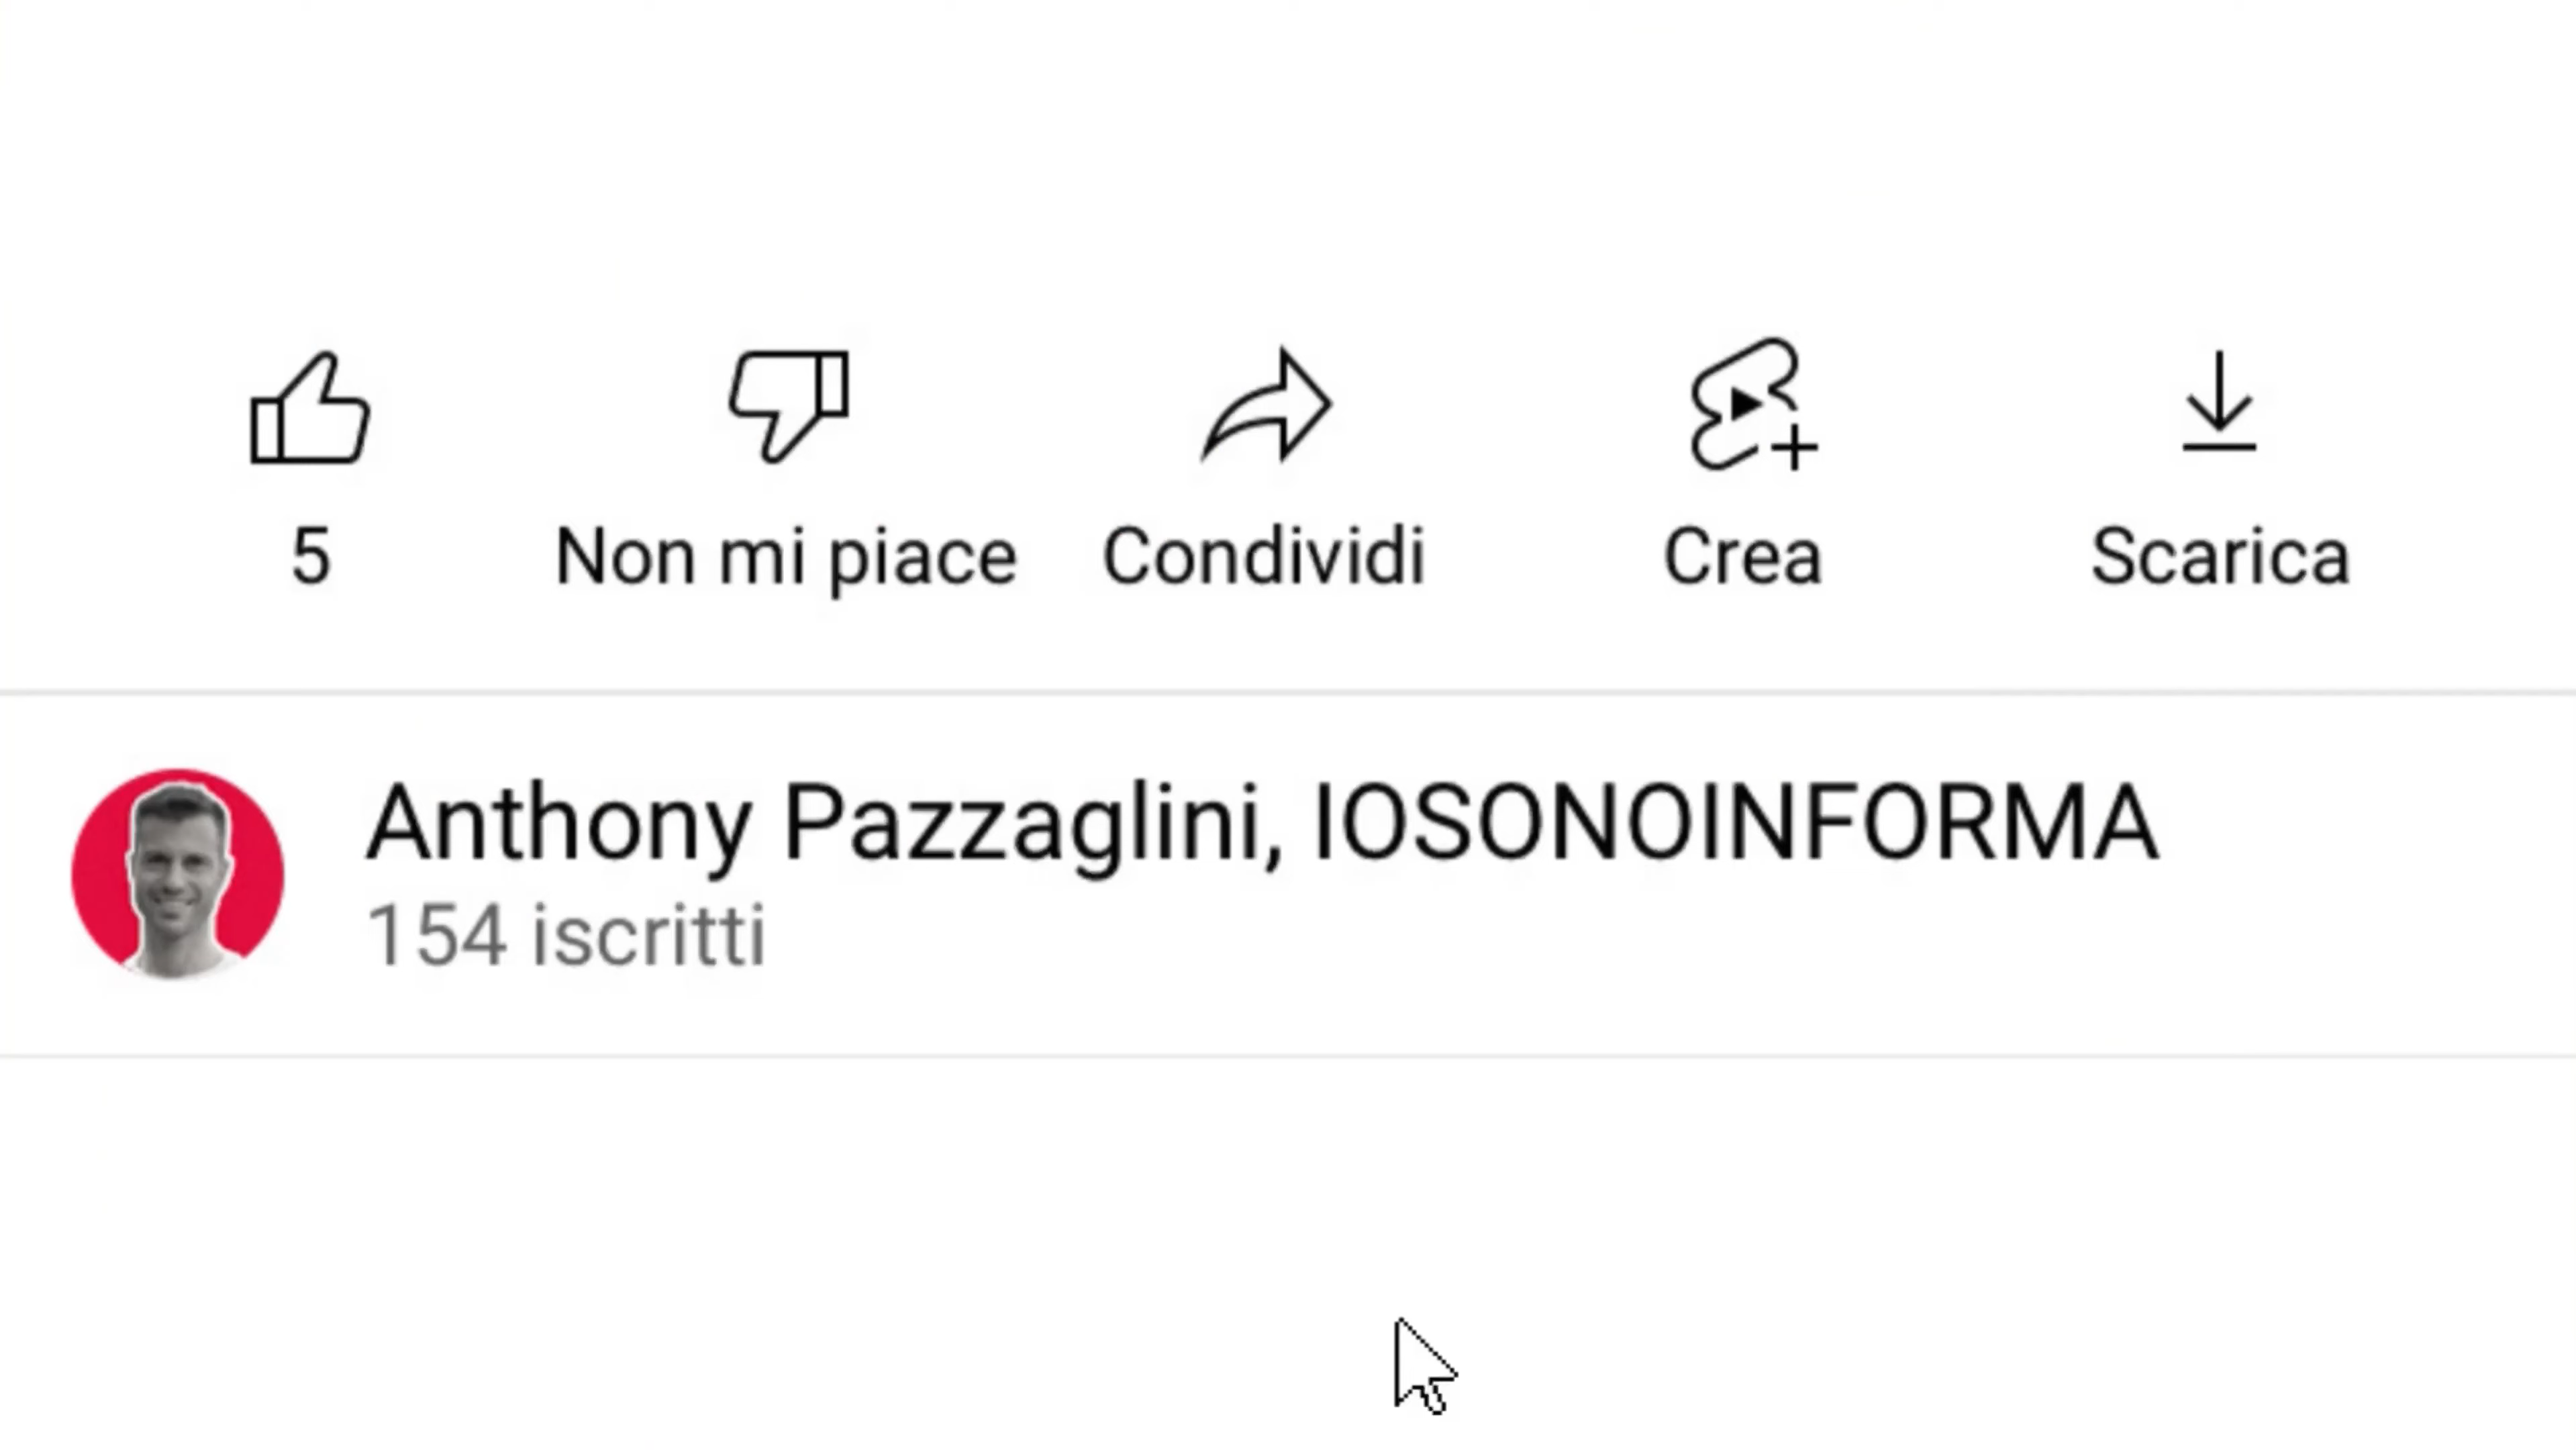 5 Non mi piace Condividi Crea Scarica
Anthony Pazzaglini, IOSONOINFORMA
154 iscritti